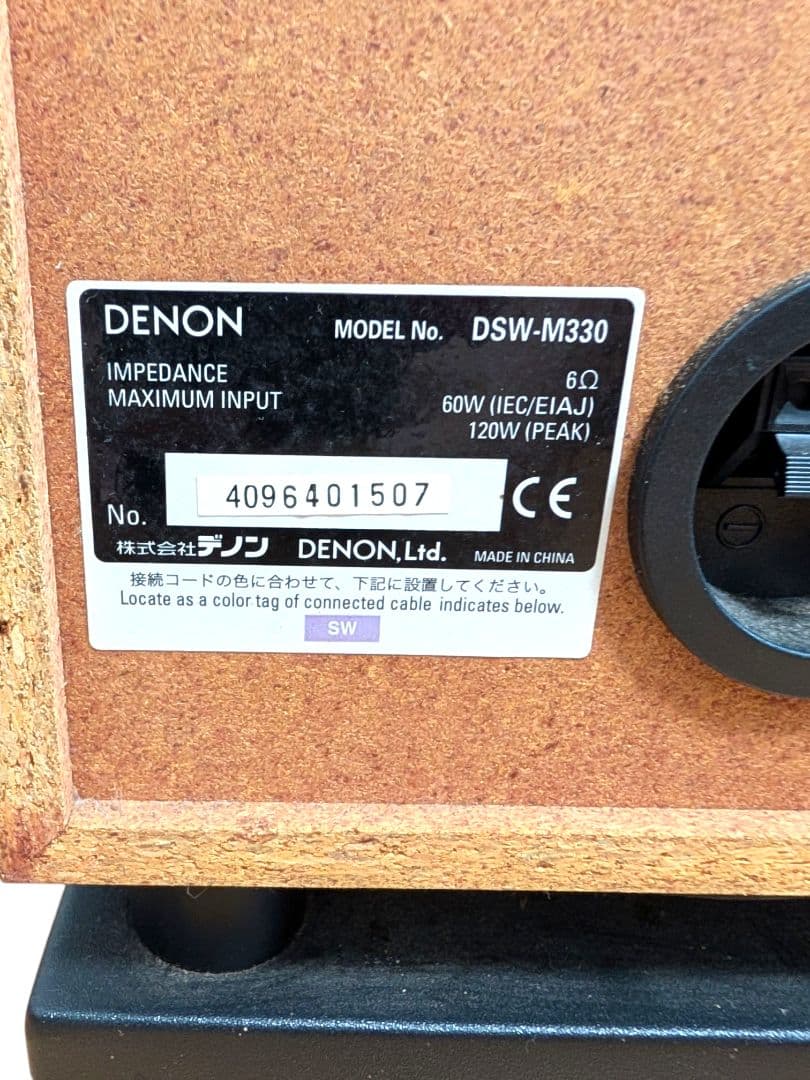 DENON MODEL No. DSW-M330
IMPEDANCE 6Ω
MAXIMUM INPUT 60W (IEC/EIAJ)
120W (PEAK)
No. 4096401507 CE
株式会社デノン DENON, Ltd. MADE IN CHINA
接続コードの色に合わせて、下記に設置してください。
Locate as a color tag of connected cable indicates below.
SW